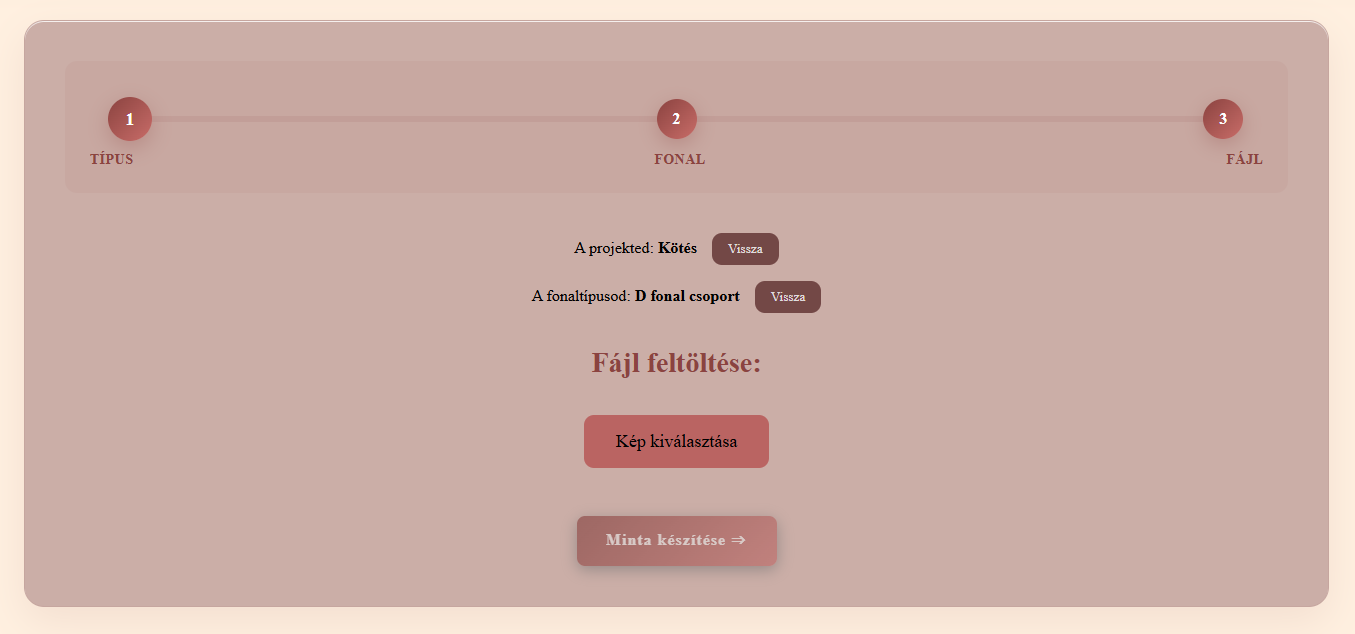 1
2
3
TÍPUS
FONAL
FÁJL
A projekted: Kötés
Vissza
A fonaltípusod: D fonal csoport
Vissza
Fájl feltöltése:
Kép kiválasztása
Minta készítése ⇒